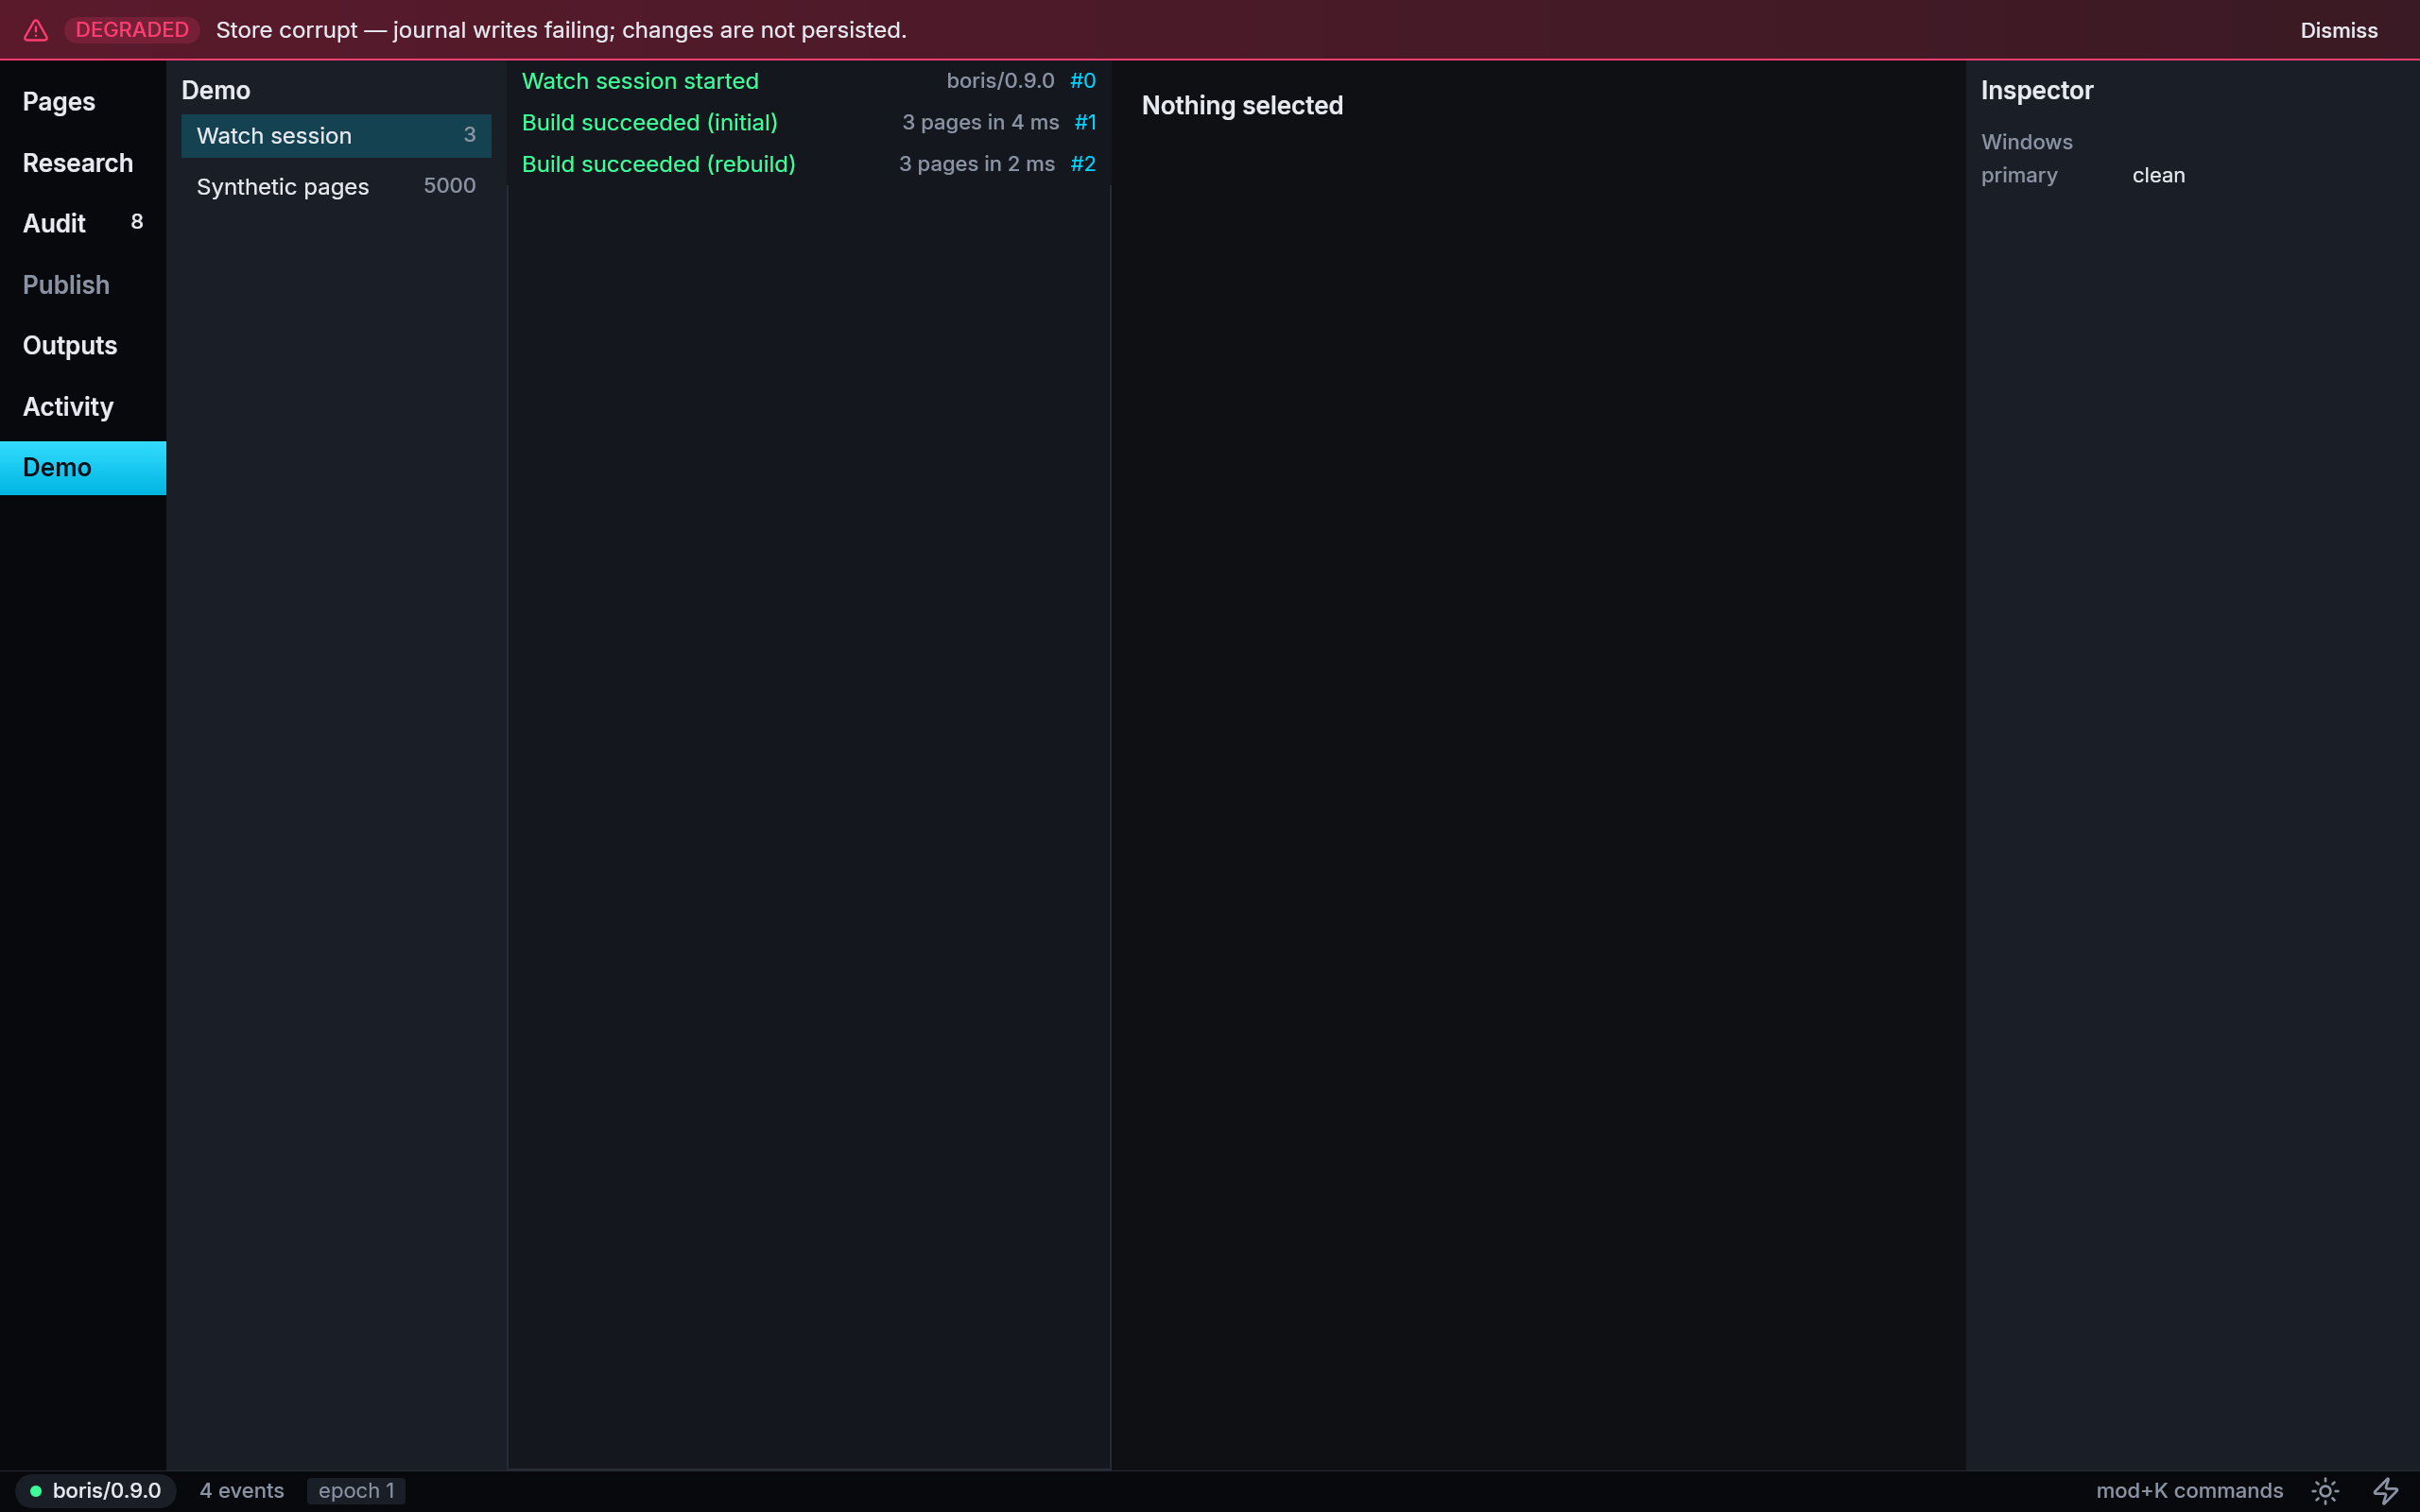 DEGRADED Store corrupt — journal writes failing; changes are not persisted. Dismiss
Pages
Research
Audit 8
Publish
Outputs
Activity
Demo
Demo
Watch session 3
Synthetic pages 5000
Watch session started boris/0.9.0 #0
Build succeeded (initial) 3 pages in 4 ms #1
Build succeeded (rebuild) 3 pages in 2 ms #2
Nothing selected
Inspector
Windows
primary clean
boris/0.9.0 4 events epoch 1 mod+K commands